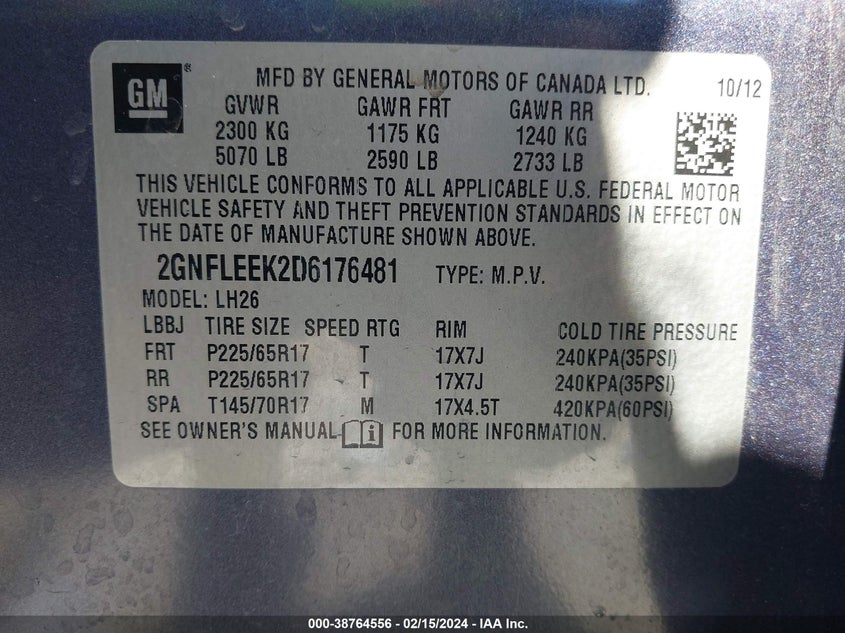 GM®
MFD BY GENERAL MOTORS OF CANADA LTD. 10/12
GVWR GAWR FRT GAWR RR
2300 KG 1175 KG 1240 KG
5070 LB 2590 LB 2733 LB
THIS VEHICLE CONFORMS TO ALL APPLICABLE U.S. FEDERAL MOTOR
VEHICLE SAFETY AND THEFT PREVENTION STANDARDS IN EFFECT ON
THE DATE OF MANUFACTURE SHOWN ABOVE.
2GNFLEEK2D6176481 TYPE: M.P.V.
MODEL: LH26
LBBJ TIRE SIZE SPEED RTG RIM COLD TIRE PRESSURE
FRT P225/65R17 T 17X7J 240KPA(35PSI)
RR P225/65R17 T 17X7J 240KPA(35PSI)
SPA T145/70R17 M 17X4.5T 420KPA(60PSI)
SEE OWNER'S MANUAL FOR MORE INFORMATION.
000-38764556 - 02/15/2024 - IAA Inc.